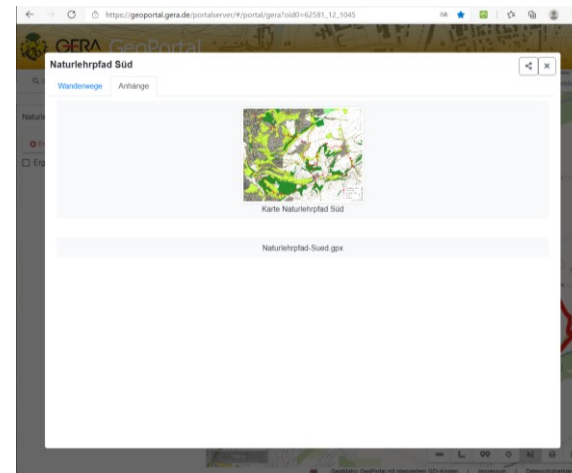 https://geoportal.gera.de/portalserver/#/portal/gera?oid0=62581_12_1045
GERA GeoPortal
Naturlehrpfad Süd
Wanderwege Anhänge
Karte Naturlehrpfad Süd
Naturlehrpfad-Sued.gpx